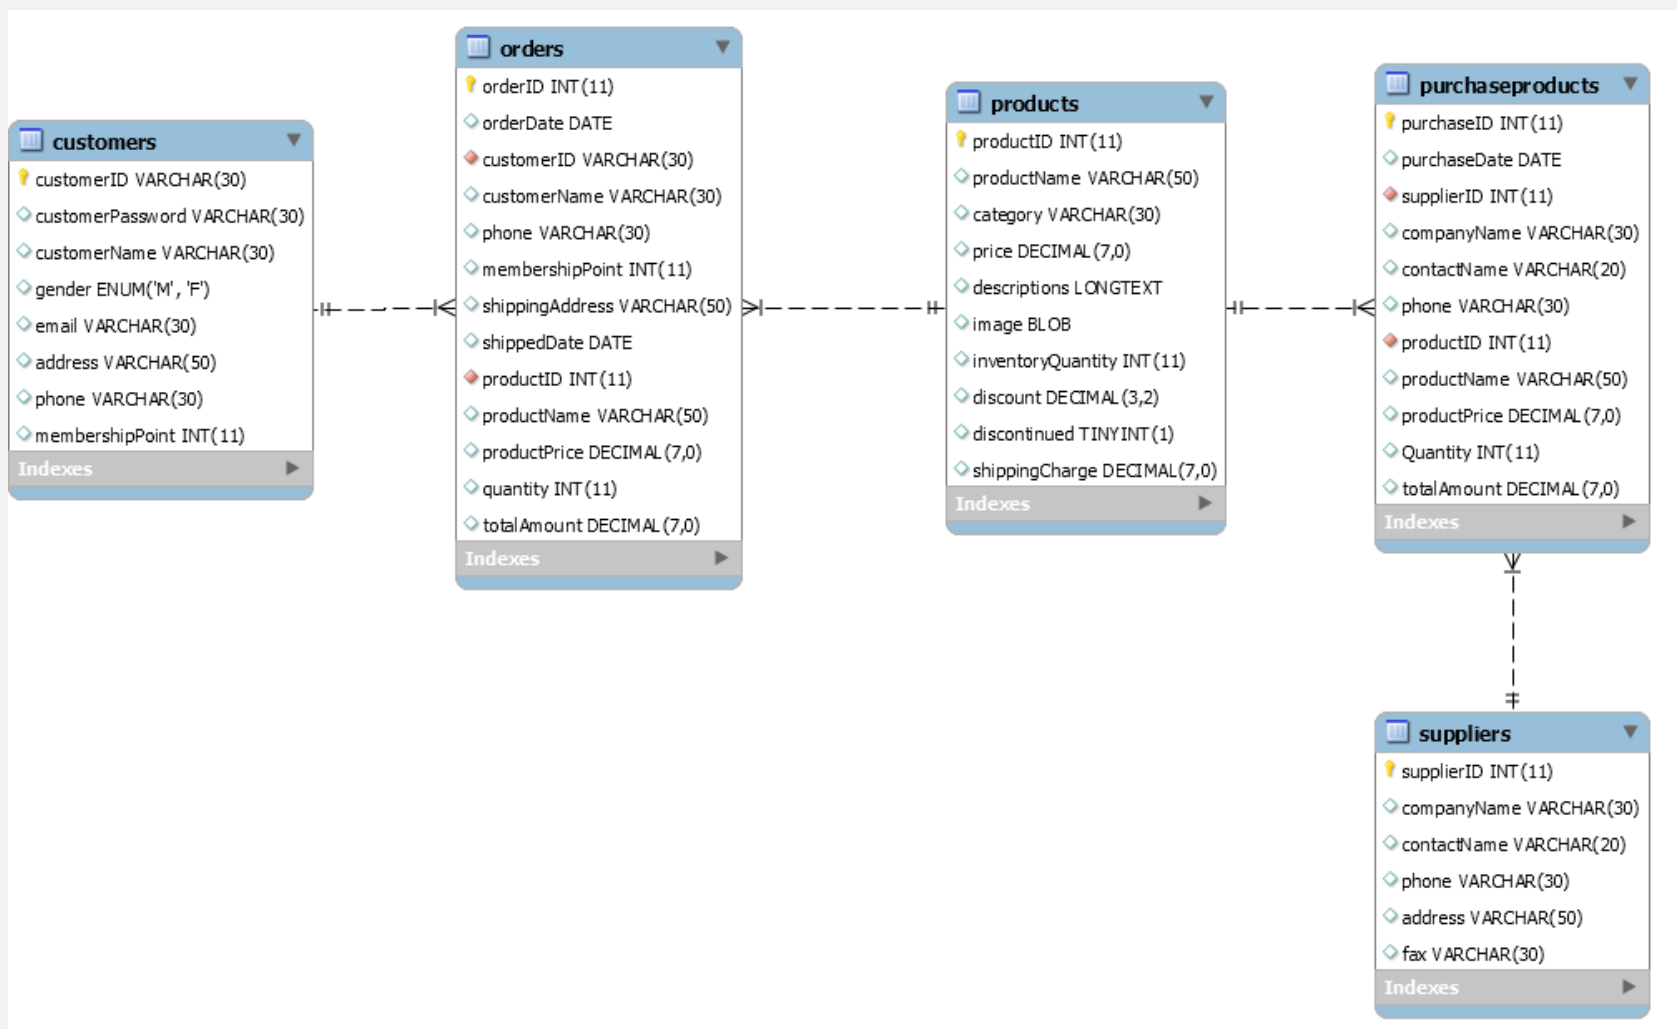 customers
customerID VARCHAR(30)
customerPassword VARCHAR(30)
customerName VARCHAR(30)
gender ENUM('M', 'F')
email VARCHAR(30)
address VARCHAR(50)
phone VARCHAR(30)
membershipPoint INT(11)
Indexes
orders
orderID INT(11)
orderDate DATE
customerID VARCHAR(30)
customerName VARCHAR(30)
phone VARCHAR(30)
membershipPoint INT(11)
shippingAddress VARCHAR(50)
shippedDate DATE
productID INT(11)
productName VARCHAR(50)
productPrice DECIMAL(7,0)
quantity INT(11)
totalAmount DECIMAL(7,0)
Indexes
products
productID INT(11)
productName VARCHAR(50)
category VARCHAR(30)
price DECIMAL(7,0)
descriptions LONGTEXT
image BLOB
inventoryQuantity INT(11)
discount DECIMAL(3,2)
discontinued TINYINT(1)
shippingCharge DECIMAL(7,0)
Indexes
purchaseproducts
purchaseID INT(11)
purchaseDate DATE
supplierID INT(11)
companyName VARCHAR(30)
contactName VARCHAR(20)
phone VARCHAR(30)
productID INT(11)
productName VARCHAR(50)
productPrice DECIMAL(7,0)
Quantity INT(11)
totalAmount DECIMAL(7,0)
Indexes
suppliers
supplierID INT(11)
companyName VARCHAR(30)
contactName VARCHAR(20)
phone VARCHAR(30)
address VARCHAR(50)
fax VARCHAR(30)
Indexes